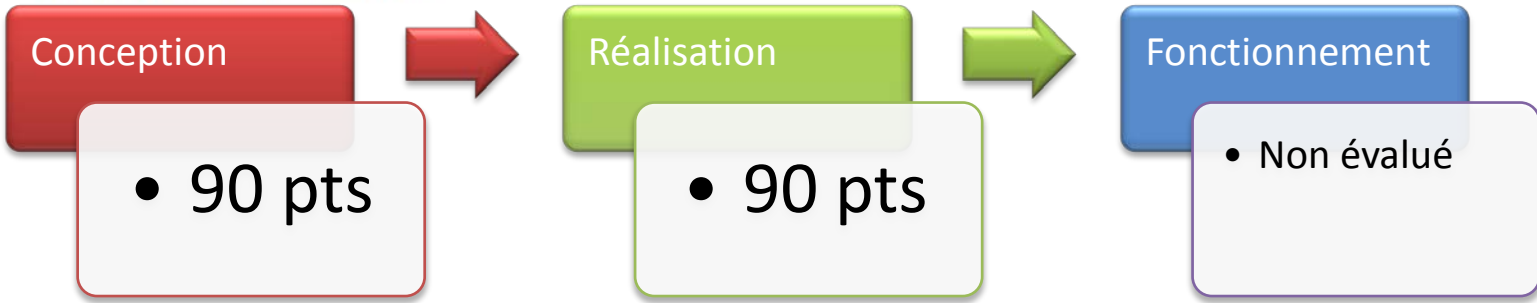 Conception
• 90 pts
Réalisation
• 90 pts
Fonctionnement
• Non évalué